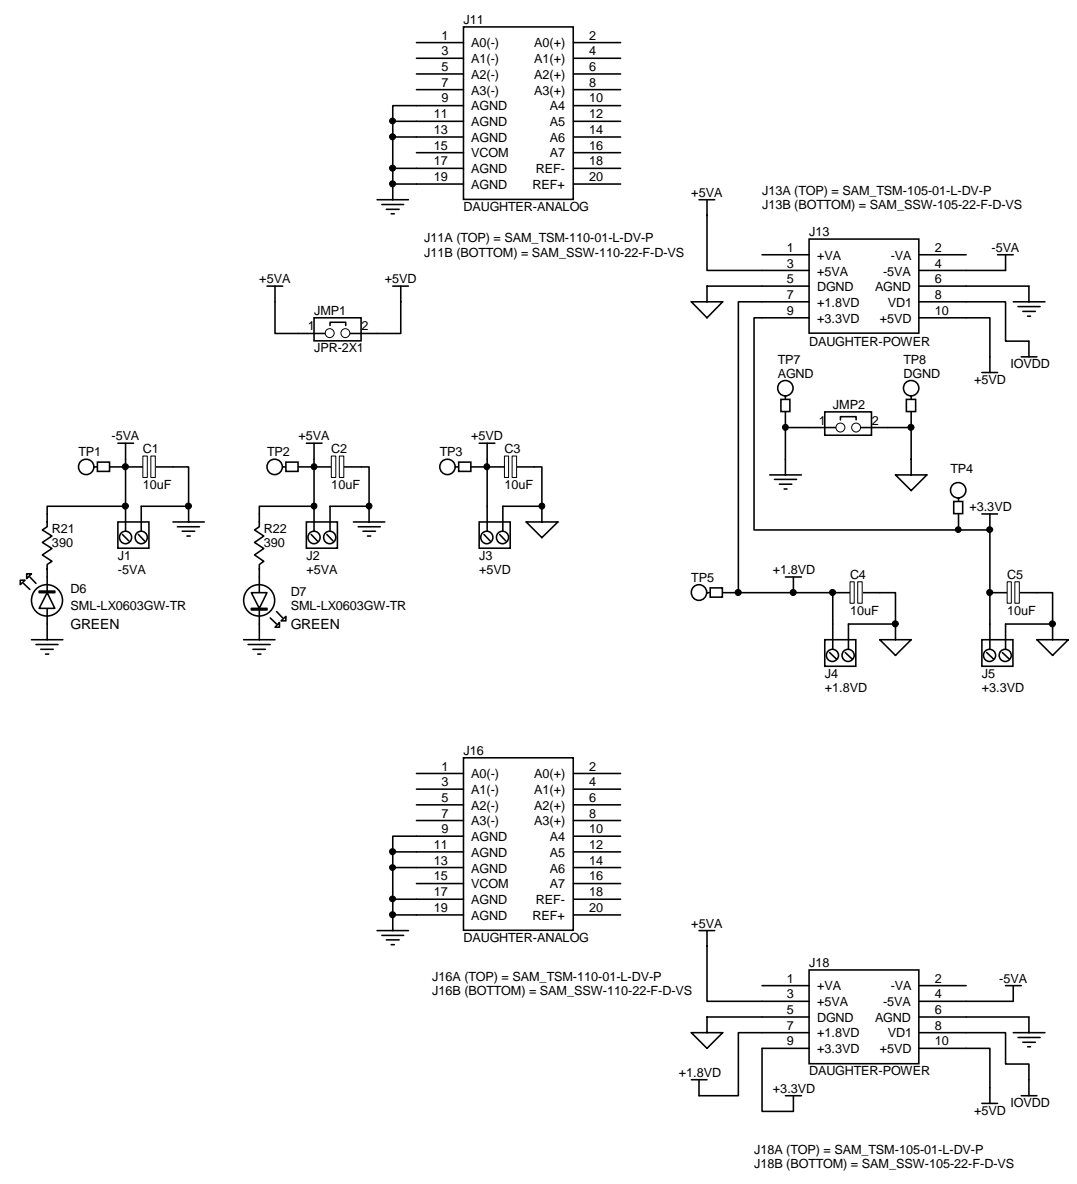 J11
1 A0(-) A0(+) 2
3 A1(-) A1(+) 4
5 A2(-) A2(+) 6
7 A3(-) A3(+) 8
9 AGND A4 10
11 AGND A5 12
13 AGND A6 14
15 VCOM A7 16
17 AGND REF- 18
19 AGND REF+ 20
DAUGHTER-ANALOG
J11A (TOP) = SAM_TSM-110-01-L-DV-P
J11B (BOTTOM) = SAM_SSW-110-22-F-D-VS
+5VA
J13A (TOP) = SAM_TSM-105-01-L-DV-P
J13B (BOTTOM) = SAM_SSW-105-22-F-D-VS
J13
1 +VA -VA 2
3 +5VA -5VA 4
5 DGND AGND 6
7 +1.8VD VD1 8
9 +3.3VD +5VD 10
DAUGHTER-POWER
-5VA
IOVDD
+5VD
+5VA
+5VD
JMP1
1 2
JPR-2X1
TP7
AGND
TP8
DGND
JMP2
1 2
-5VA
TP1
C1
10uF
R21
390
J1
-5VA
D6
SML-LX0603GW-TR
GREEN
+5VA
TP2
C2
10uF
R22
390
J2
+5VA
D7
SML-LX0603GW-TR
GREEN
+5VD
TP3
C3
10uF
J3
+5VD
TP4
+3.3VD
TP5
+1.8VD
C4
10uF
J4
+1.8VD
C5
10uF
J5
+3.3VD
J16
1 A0(-) A0(+) 2
3 A1(-) A1(+) 4
5 A2(-) A2(+) 6
7 A3(-) A3(+) 8
9 AGND A4 10
11 AGND A5 12
13 AGND A6 14
15 VCOM A7 16
17 AGND REF- 18
19 AGND REF+ 20
DAUGHTER-ANALOG
J16A (TOP) = SAM_TSM-110-01-L-DV-P
J16B (BOTTOM) = SAM_SSW-110-22-F-D-VS
+5VA
J18
1 +VA -VA 2
3 +5VA -5VA 4
5 DGND AGND 6
7 +1.8VD VD1 8
9 +3.3VD +5VD 10
DAUGHTER-POWER
-5VA
+1.8VD
+3.3VD
+5VD
IOVDD
J18A (TOP) = SAM_TSM-105-01-L-DV-P
J18B (BOTTOM) = SAM_SSW-105-22-F-D-VS